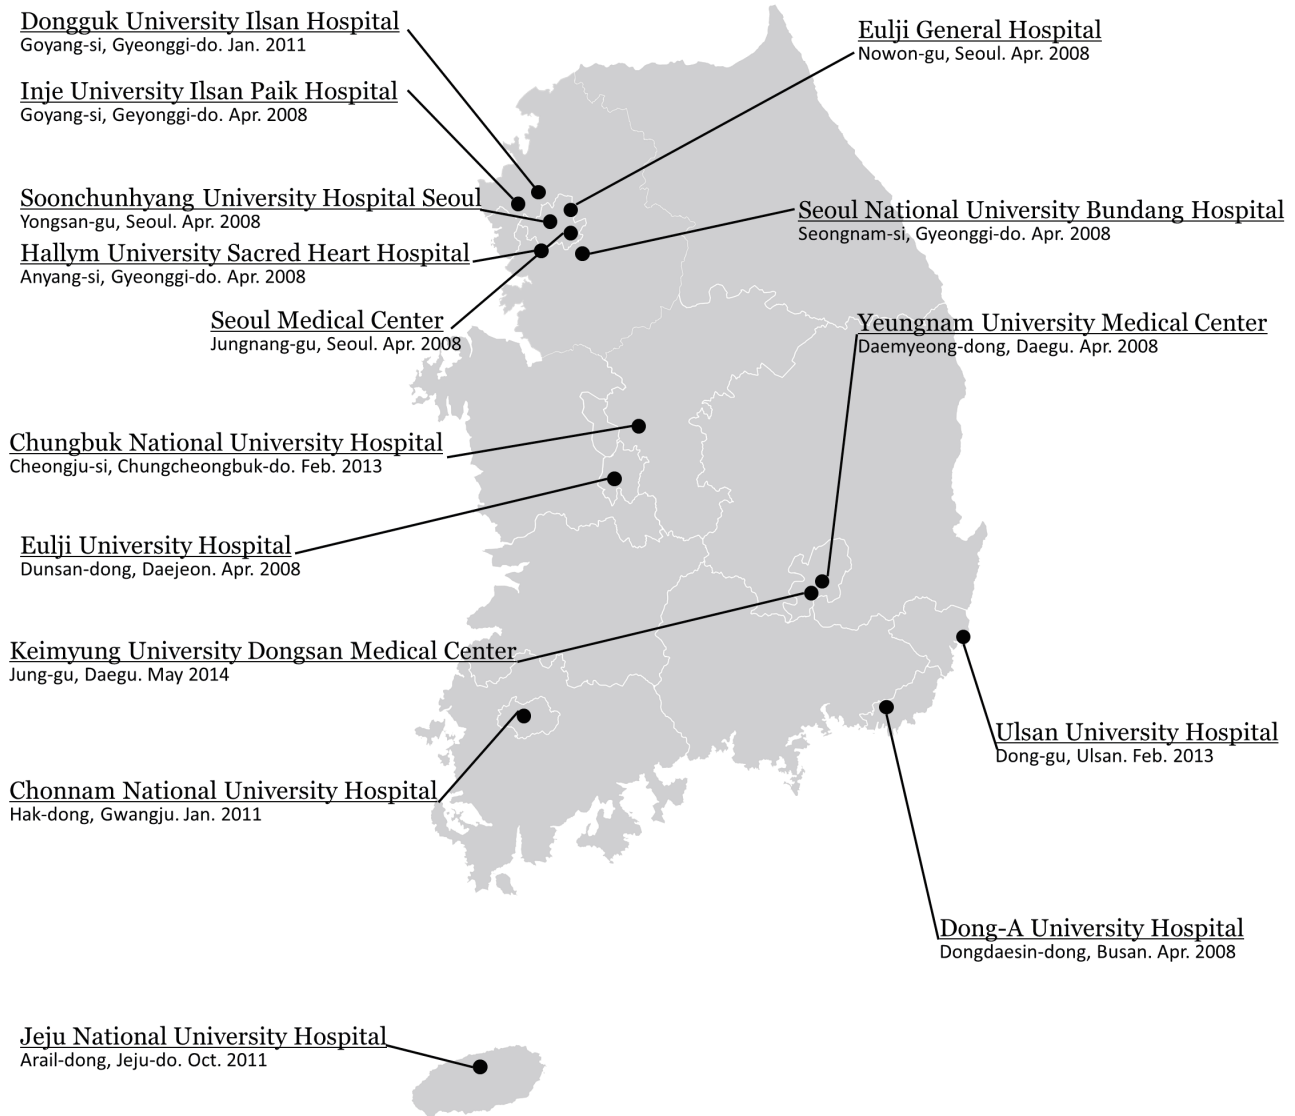 Dongguk University Ilsan Hospital
Goyang-si, Gyeonggi-do. Jan. 2011
Eulji General Hospital
Nowon-gu, Seoul. Apr. 2008
Inje University Ilsan Paik Hospital
Goyang-si, Geyonggi-do. Apr. 2008
Soonchunhyang University Hospital Seoul
Yongsan-gu, Seoul. Apr. 2008
Seoul National University Bundang Hospital
Seongnam-si, Gyeonggi-do. Apr. 2008
Hallym University Sacred Heart Hospital
Anyang-si, Gyeonggi-do. Apr. 2008
Seoul Medical Center
Jungnang-gu, Seoul. Apr. 2008
Yeungnam University Medical Center
Daemyeong-dong, Daegu. Apr. 2008
Chungbuk National University Hospital
Cheongju-si, Chungcheongbuk-do. Feb. 2013
Eulji University Hospital
Dunsan-dong, Daejeon. Apr. 2008
Keimyung University Dongsan Medical Center
Jung-gu, Daegu. May 2014
Ulsan University Hospital
Dong-gu, Ulsan. Feb. 2013
Chonnam National University Hospital
Hak-dong, Gwangju. Jan. 2011
Dong-A University Hospital
Dongdaesin-dong, Busan. Apr. 2008
Jeju National University Hospital
Arail-dong, Jeju-do. Oct. 2011